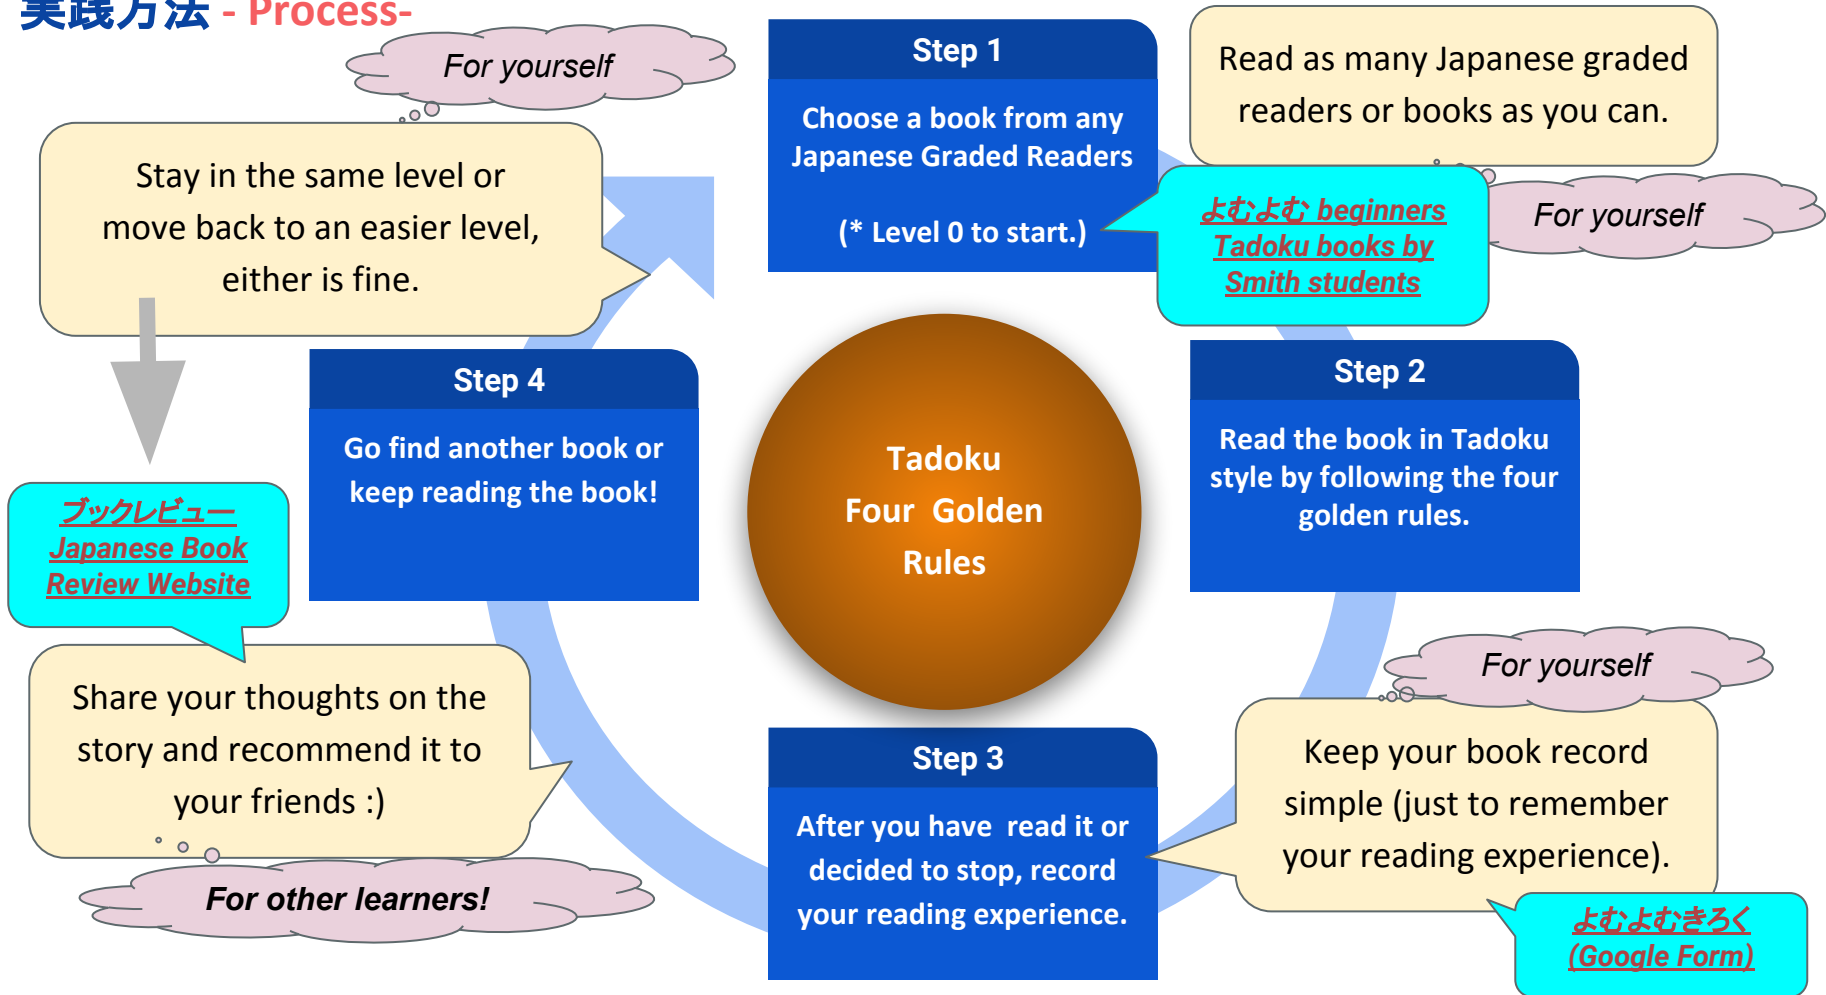 実践方法 - Process-
For yourself
Stay in the same level or
move back to an easier level,
either is fine.
Step 1
Choose a book from any
Japanese Graded Readers
(* Level 0 to start.)
Read as many Japanese graded
readers or books as you can.
For yourself
よむよむ beginners
Tadoku books by
Smith students
Step 2
Read the book in Tadoku
style by following the four
golden rules.
Tadoku
Four Golden
Rules
Step 4
Go find another book or
keep reading the book!
ブックレビュー
Japanese Book
Review Website
Share your thoughts on the
story and recommend it to
your friends :)
For other learners!
Step 3
After you have read it or
decided to stop, record
your reading experience.
For yourself
Keep your book record
simple (just to remember
your reading experience).
よむよむきろく
(Google Form)